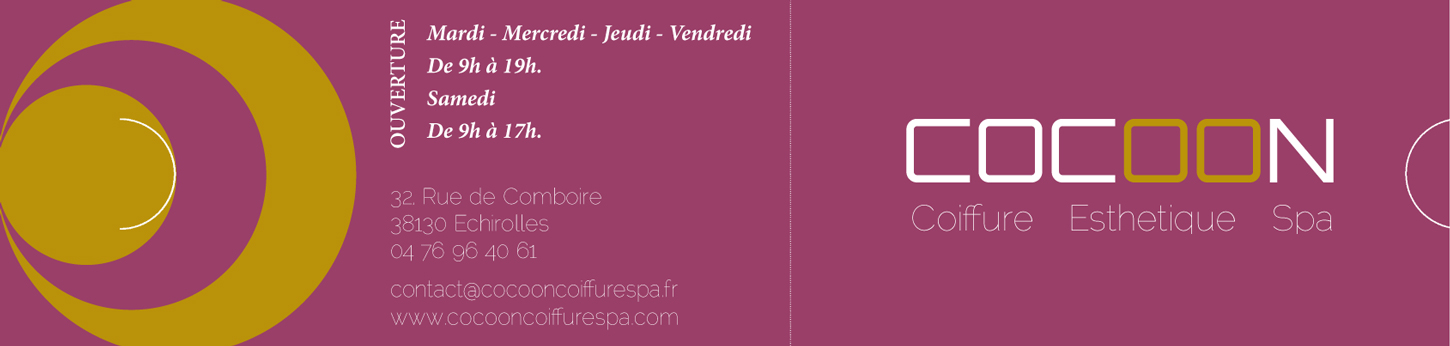 OUVERTURE
Mardi - Mercredi - Jeudi - Vendredi
De 9h à 19h.
Samedi
De 9h à 17h.
32. Rue de Comboire
38130 Echirolles
04 76 96 40 61
contact@cocooncoiffurespa.fr
www.cocooncoiffurespa.com
COCOON
Coiffure Esthetique Spa